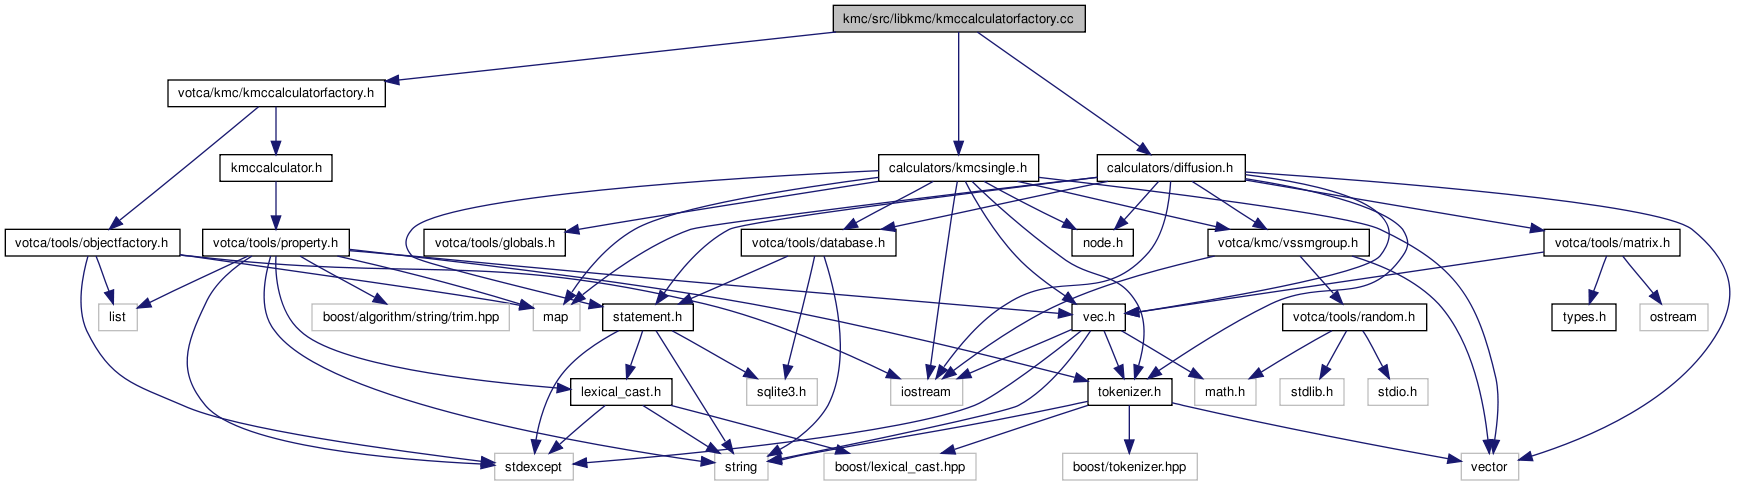 kmc/src/libkmc/kmccalculatorfactory.cc
votca/kmc/kmccalculatorfactory.h
kmccalculator.h
calculators/kmcsingle.h
calculators/diffusion.h
votca/tools/objectfactory.h
votca/tools/property.h
votca/tools/globals.h
votca/tools/database.h
node.h
votca/kmc/vssmgroup.h
votca/tools/matrix.h
list
boost/algorithm/string/trim.hpp
map
statement.h
vec.h
votca/tools/random.h
types.h
ostream
lexical_cast.h
sqlite3.h
iostream
tokenizer.h
math.h
stdlib.h
stdio.h
stdexcept
string
boost/lexical_cast.hpp
boost/tokenizer.hpp
vector